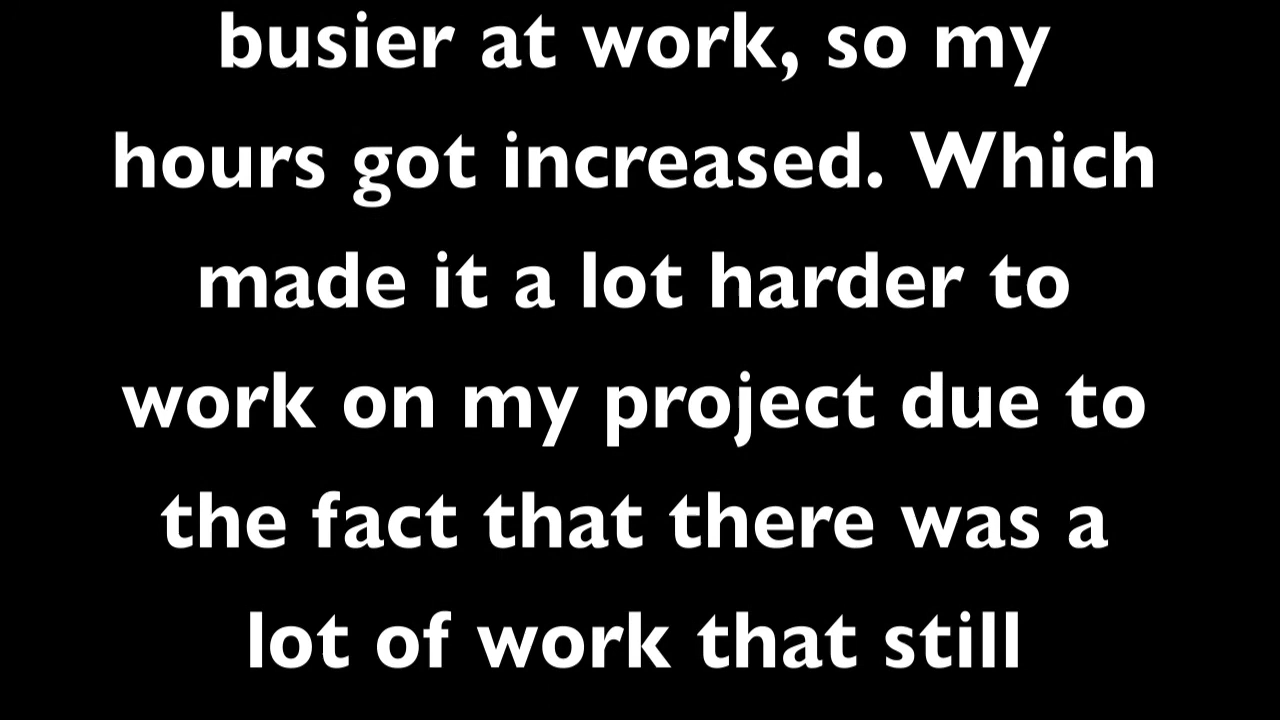 busier at work, so my
hours got increased. Which
made it a lot harder to
work on my project due to
the fact that there was a
lot of work that still